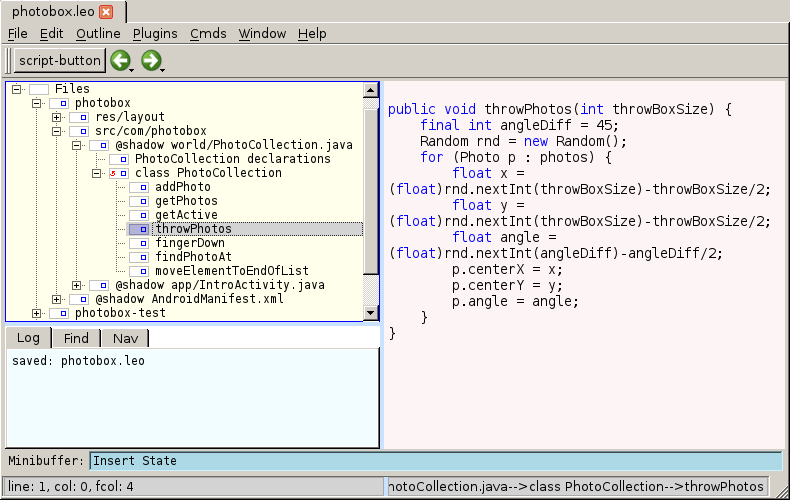 photobox.leo
File Edit Outline Plugins Cmds Window Help
script-button
Files
photobox
res/layout
src/com/photobox
@shadow world/PhotoCollection.java
PhotoCollection declarations
class PhotoCollection
addPhoto
getPhotos
getActive
throwPhotos
fingerDown
findPhotoAt
moveElementToEndOfList
@shadow app/IntroActivity.java
@shadow AndroidManifest.xml
photobox-test
public void throwPhotos(int throwBoxSize) {
final int angleDiff = 45;
Random rnd = new Random();
for (Photo p : photos) {
float x =
(float)rnd.nextInt(throwBoxSize)-throwBoxSize/2;
float y =
(float)rnd.nextInt(throwBoxSize)-throwBoxSize/2;
float angle =
(float)rnd.nextInt(angleDiff)-angleDiff/2;
p.centerX = x;
p.centerY = y;
p.angle = angle;
}
}
Log Find Nav
saved: photobox.leo
Minibuffer: Insert State
line: 1, col: 0, fcol: 4
hotoCollection.java-->class PhotoCollection-->throwPhotos